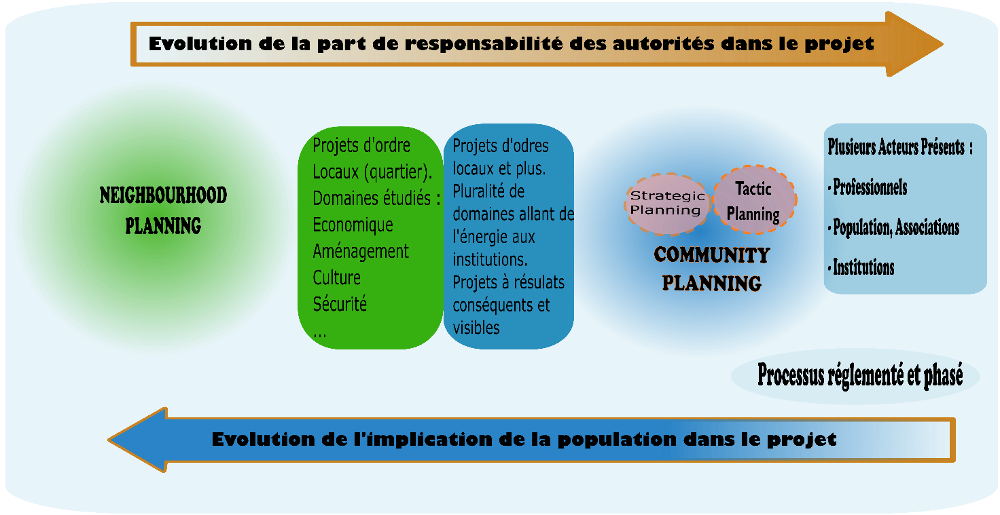 Evolution de la part de responsabilité des autorités dans le projet
NEIGHBOURHOOD
PLANNING
Projets d'ordre
Locaux (quartier).
Domaines étudiés :
Economique
Aménagement
Culture
Sécurité
...
Projets d'odres
locaux et plus.
Pluralité de
domaines allant de
l'énergie aux
institutions.
Projets à résulats
conséquents et
visibles
Strategic
Planning
Tactic
Planning
COMMUNITY
PLANNING
Plusieurs Acteurs Présents :
- Professionnels
- Population, Associations
- Institutions
Processus réglementé et phasé
Evolution de l'implication de la population dans le projet